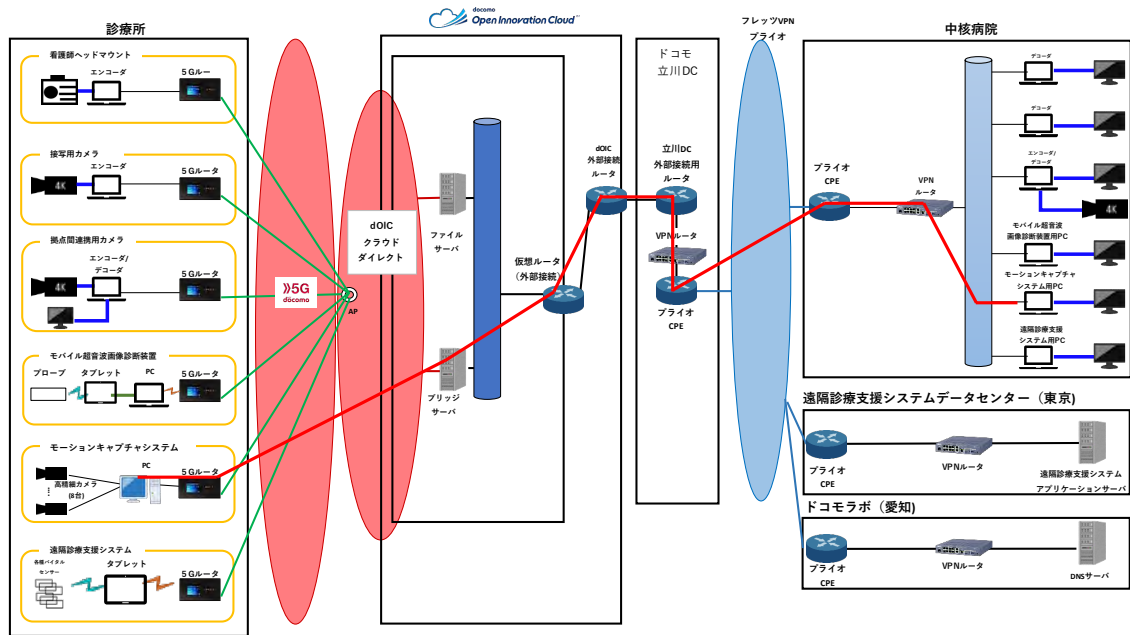 診療所
看護師ヘッドマウント
エンコーダ
５Gルー
接写用カメラ
エンコーダ
５Gルータ
4K
拠点間連携用カメラ
エンコーダ/
デコーダ
５Gルータ
4K
モバイル超音波画像診断装置
プローブ
タブレット
PC
５Gルータ
モーションキャプチャシステム
PC
５Gルータ
高精細カメラ
(8台)
遠隔診療支援システム
各種バイタル
センサー
タブレット
５Gルータ
5G
döcomo
AP
dOIC
クラウド
ダイレクト
docomo
Open Innovation Cloud
ファイル
サーバ
ブリッジ
サーバ
仮想ルータ
（外部接続）
dOIC
外部接続
ルータ
ドコモ
立川DC
立川DC
外部接続用
ルータ
VPNルータ
プライオ
CPE
フレッツVPN
プライオ
中核病院
プライオ
CPE
VPN
ルータ
デコーダ
デコーダ
エンコーダ/
デコーダ
4K
モバイル超音波
画像診断装置用PC
モーションキャプチャ
システム用PC
遠隔診療支援
システム用PC
遠隔診療支援システムデータセンター（東京）
プライオ
CPE
VPNルータ
遠隔診療支援システム
アプリケーションサーバ
ドコモラボ（愛知)
プライオ
CPE
VPNルータ
DNSサーバ